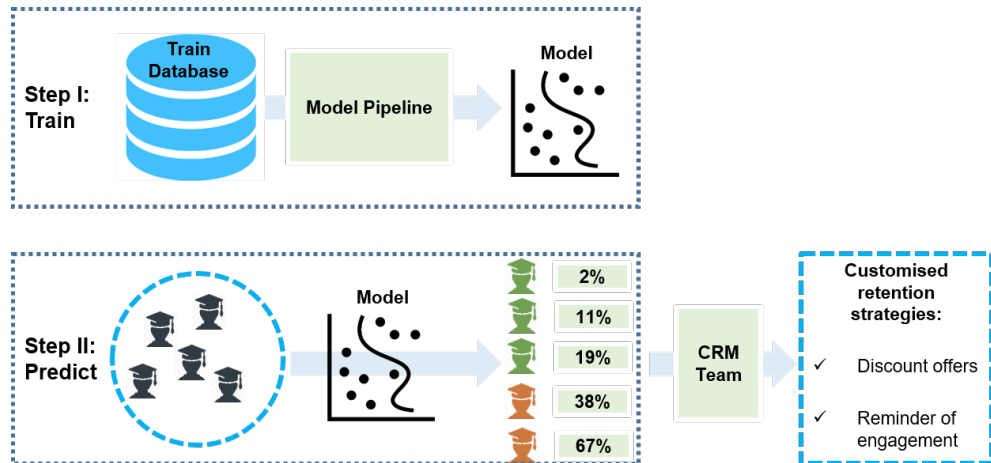 Train
Database
Step I:
Train
Model Pipeline
Model
Step II:
Predict
Model
2%
11%
19%
38%
67%
CRM
Team
Customised
retention
strategies:
✓ Discount offers
✓ Reminder of
engagement